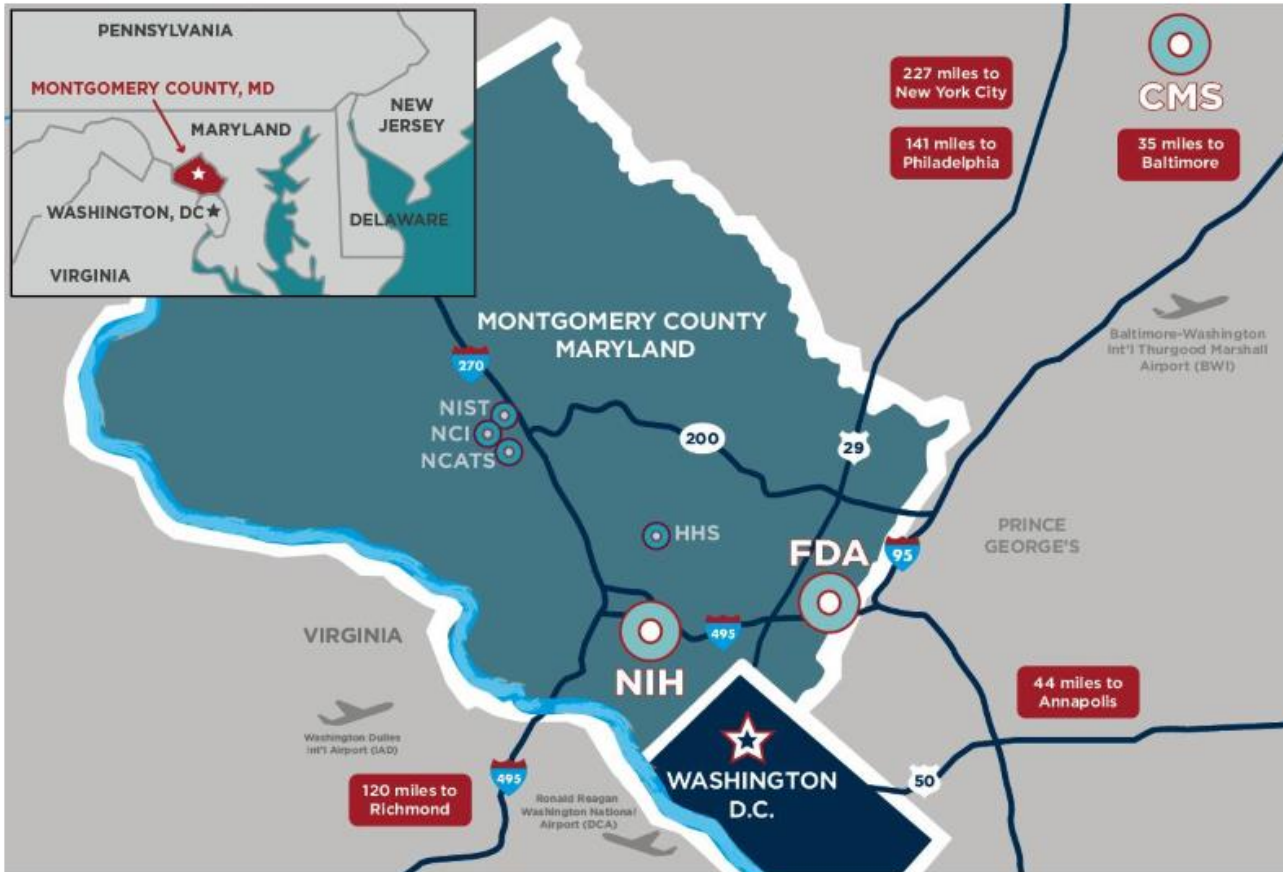 PENNSYLVANIA
MONTGOMERY COUNTY, MD
MARYLAND
NEW
JERSEY
WASHINGTON, DC
DELAWARE
VIRGINIA
227 miles to
New York City
141 miles to
Philadelphia
CMS
35 miles to
Baltimore
MONTGOMERY COUNTY
MARYLAND
Baltimore-Washington
Int'l Thurgood Marshall
Airport (BWI)
270
NIST
NCI
NCATS
200
29
HHS
FDA
95
PRINCE
GEORGE'S
VIRGINIA
NIH
495
44 miles to
Annapolis
Washington Dulles
Int'l Airport (IAD)
WASHINGTON
D.C.
50
120 miles to
Richmond
495
Ronald Reagan
Washington National
Airport (DCA)